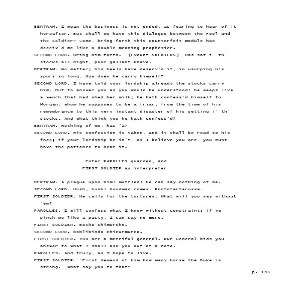 BERTRAM. I mean the business is not ended, as fearing to hear of it
hereafter. But shall we have this dialogue between the Fool and
the Soldier? Come, bring forth this counterfeit module has
deceiv'd me like a double-meaning prophesier.
SECOND LORD. Bring him forth. [Exeunt SOLDIERS] Has sat i' th'
stocks all night, poor gallant knave.
BERTRAM. No matter; his heels have deserv'd it, in usurping his
spurs so long. How does he carry himself?
SECOND LORD. I have told your lordship already the stocks carry
him. But to answer you as you would be understood: he weeps like
a wench that had shed her milk; he hath confess'd himself to
Morgan, whom he supposes to be a friar, from the time of his
remembrance to this very instant disaster of his setting i' th'
stocks. And what think you he hath confess'd?
BERTRAM. Nothing of me, has 'a?
SECOND LORD. His confession is taken, and it shall be read to his
face; if your lordship be in't, as I believe you are, you must
have the patience to hear it.
Enter PAROLLES guarded, and
FIRST SOLDIER as interpreter
BERTRAM. A plague upon him! muffled! He can say nothing of me.
SECOND LORD. Hush, hush! Hoodman comes. Portotartarossa.
FIRST SOLDIER. He calls for the tortures. What will you say without
'em?
PAROLLES. I will confess what I know without constraint; if ye
pinch me like a pasty, I can say no more.
FIRST SOLDIER. Bosko chimurcho.
SECOND LORD. Boblibindo chicurmurco.
FIRST SOLDIER. You are a merciful general. Our General bids you
answer to what I shall ask you out of a note.
PAROLLES. And truly, as I hope to live.
FIRST SOLDIER. 'First demand of him how many horse the Duke is
strong.' What say you to that?